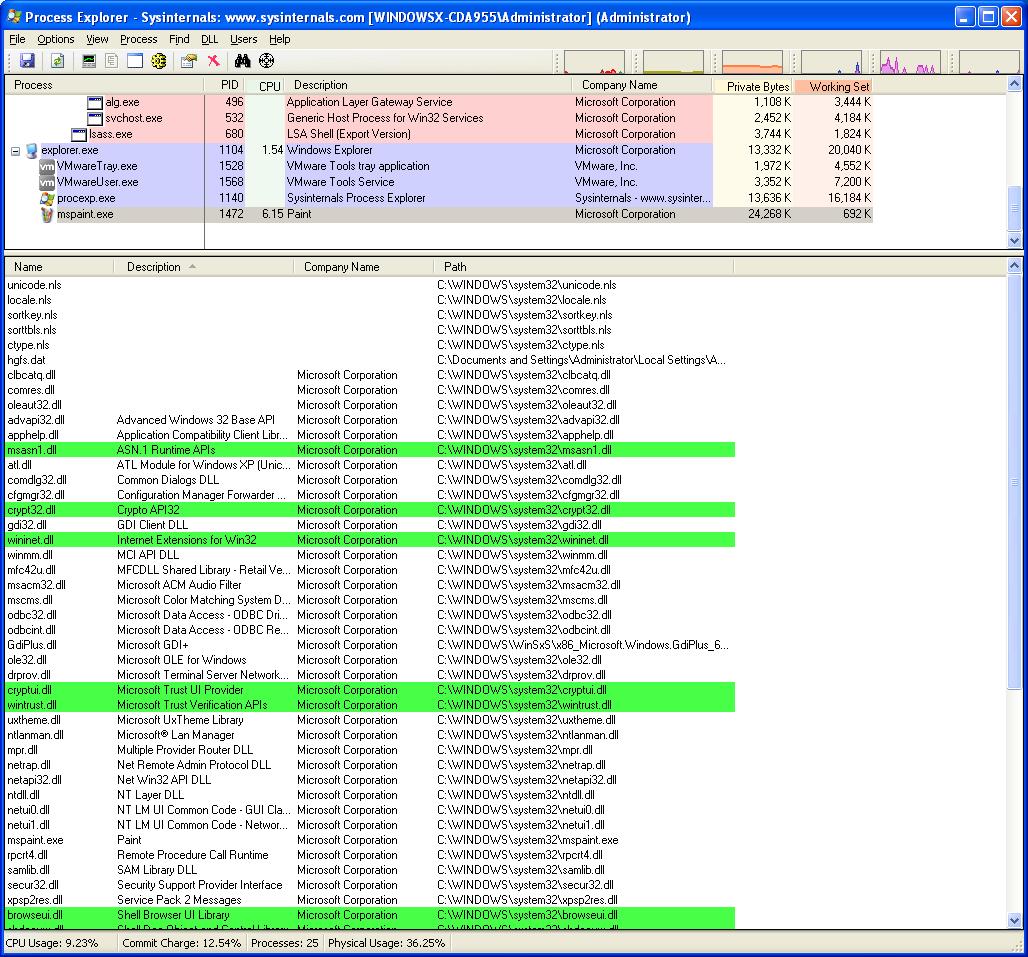 Process Explorer - Sysinternals: www.sysinternals.com [WINDOWSX-CDA955\Administrator] (Administrator)
File Options View Process Find DLL Users Help
Process PID CPU Description Company Name Private Bytes Working Set
alg.exe 496 Application Layer Gateway Service Microsoft Corporation 1,108 K 3,444 K
svchost.exe 532 Generic Host Process for Win32 Services Microsoft Corporation 2,452 K 4,184 K
lsass.exe 680 LSA Shell (Export Version) Microsoft Corporation 3,744 K 1,824 K
explorer.exe 1104 1.54 Windows Explorer Microsoft Corporation 13,332 K 20,040 K
vm VMwareTray.exe 1528 VMware Tools tray application VMware, Inc. 1,972 K 4,552 K
vm VMwareUser.exe 1568 VMware Tools Service VMware, Inc. 3,352 K 7,200 K
procexp.exe 1140 Sysinternals Process Explorer Sysinternals - www.sysinter... 13,636 K 16,184 K
mspaint.exe 1472 6.15 Paint Microsoft Corporation 24,268 K 692 K
Name Description Company Name Path
unicode.nls C:\WINDOWS\system32\unicode.nls
locale.nls C:\WINDOWS\system32\locale.nls
sortkey.nls C:\WINDOWS\system32\sortkey.nls
sorttbls.nls C:\WINDOWS\system32\sorttbls.nls
ctype.nls C:\WINDOWS\system32\ctype.nls
hgfs.dat C:\Documents and Settings\Administrator\Local Settings\A...
clbcatq.dll Microsoft Corporation C:\WINDOWS\system32\clbcatq.dll
comres.dll Microsoft Corporation C:\WINDOWS\system32\comres.dll
oleaut32.dll Microsoft Corporation C:\WINDOWS\system32\oleaut32.dll
advapi32.dll Advanced Windows 32 Base API Microsoft Corporation C:\WINDOWS\system32\advapi32.dll
apphelp.dll Application Compatibility Client Libr... Microsoft Corporation C:\WINDOWS\system32\apphelp.dll
msasn1.dll ASN.1 Runtime APIs Microsoft Corporation C:\WINDOWS\system32\msasn1.dll
atl.dll ATL Module for Windows XP (Unic... Microsoft Corporation C:\WINDOWS\system32\atl.dll
comdlg32.dll Common Dialogs DLL Microsoft Corporation C:\WINDOWS\system32\comdlg32.dll
cfgmgr32.dll Configuration Manager Forwarder ... Microsoft Corporation C:\WINDOWS\system32\cfgmgr32.dll
crypt32.dll Crypto API32 Microsoft Corporation C:\WINDOWS\system32\crypt32.dll
gdi32.dll GDI Client DLL Microsoft Corporation C:\WINDOWS\system32\gdi32.dll
wininet.dll Internet Extensions for Win32 Microsoft Corporation C:\WINDOWS\system32\wininet.dll
winmm.dll MCI API DLL Microsoft Corporation C:\WINDOWS\system32\winmm.dll
mfc42u.dll MFCDLL Shared Library - Retail Ve... Microsoft Corporation C:\WINDOWS\system32\mfc42u.dll
msacm32.dll Microsoft ACM Audio Filter Microsoft Corporation C:\WINDOWS\system32\msacm32.dll
mscms.dll Microsoft Color Matching System D... Microsoft Corporation C:\WINDOWS\system32\mscms.dll
odbc32.dll Microsoft Data Access - ODBC Dri... Microsoft Corporation C:\WINDOWS\system32\odbc32.dll
odbcint.dll Microsoft Data Access - ODBC Re... Microsoft Corporation C:\WINDOWS\system32\odbcint.dll
GdiPlus.dll Microsoft GDI+ Microsoft Corporation C:\WINDOWS\WinSxS\x86_Microsoft.Windows.GdiPlus_6...
ole32.dll Microsoft OLE for Windows Microsoft Corporation C:\WINDOWS\system32\ole32.dll
drprov.dll Microsoft Terminal Server Network... Microsoft Corporation C:\WINDOWS\system32\drprov.dll
cryptui.dll Microsoft Trust UI Provider Microsoft Corporation C:\WINDOWS\system32\cryptui.dll
wintrust.dll Microsoft Trust Verification APIs Microsoft Corporation C:\WINDOWS\system32\wintrust.dll
uxtheme.dll Microsoft UxTheme Library Microsoft Corporation C:\WINDOWS\system32\uxtheme.dll
ntlanman.dll Microsoft® Lan Manager Microsoft Corporation C:\WINDOWS\system32\ntlanman.dll
mpr.dll Multiple Provider Router DLL Microsoft Corporation C:\WINDOWS\system32\mpr.dll
netrap.dll Net Remote Admin Protocol DLL Microsoft Corporation C:\WINDOWS\system32\netrap.dll
netapi32.dll Net Win32 API DLL Microsoft Corporation C:\WINDOWS\system32\netapi32.dll
ntdll.dll NT Layer DLL Microsoft Corporation C:\WINDOWS\system32\ntdll.dll
netui0.dll NT LM UI Common Code - GUI Cla... Microsoft Corporation C:\WINDOWS\system32\netui0.dll
netui1.dll NT LM UI Common Code - Networ... Microsoft Corporation C:\WINDOWS\system32\netui1.dll
mspaint.exe Paint Microsoft Corporation C:\WINDOWS\system32\mspaint.exe
rpcrt4.dll Remote Procedure Call Runtime Microsoft Corporation C:\WINDOWS\system32\rpcrt4.dll
samlib.dll SAM Library DLL Microsoft Corporation C:\WINDOWS\system32\samlib.dll
secur32.dll Security Support Provider Interface Microsoft Corporation C:\WINDOWS\system32\secur32.dll
xpsp2res.dll Service Pack 2 Messages Microsoft Corporation C:\WINDOWS\system32\xpsp2res.dll
browseui.dll Shell Browser UI Library Microsoft Corporation C:\WINDOWS\system32\browseui.dll
CPU Usage: 9.23% Commit Charge: 12.54% Processes: 25 Physical Usage: 36.25%